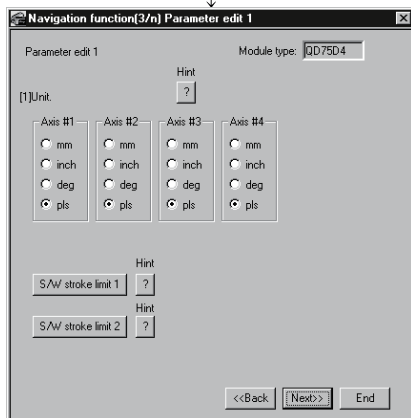 Navigation function(3/n) Parameter edit 1
Parameter edit 1
Module type: QD75D4
Hint
[1]Unit. ?
Axis #1 Axis #2 Axis #3 Axis #4
mm mm mm mm
inch inch inch inch
deg deg deg deg
pls pls pls pls
Hint
S/W stroke limit 1 ?
Hint
S/W stroke limit 2 ?
<<Back Next>> End